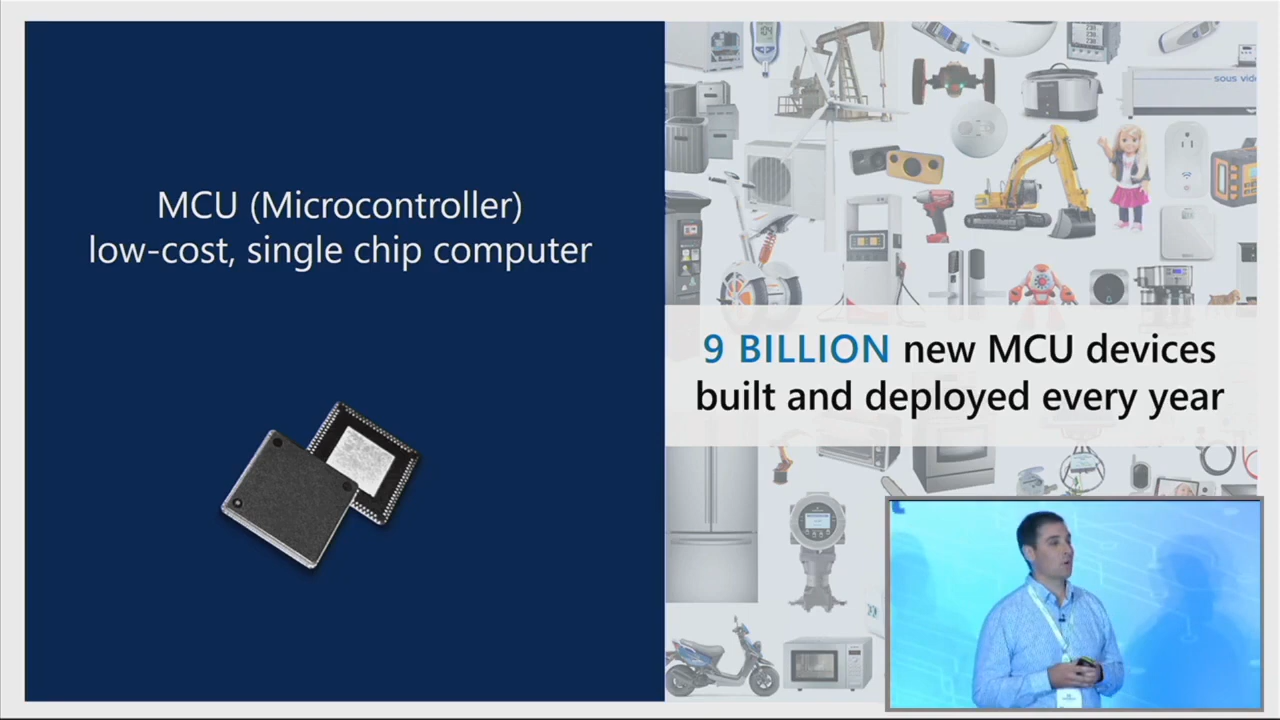 MCU (Microcontroller)
low-cost, single chip computer
104
sous vide
9 BILLION new MCU devices
built and deployed every year